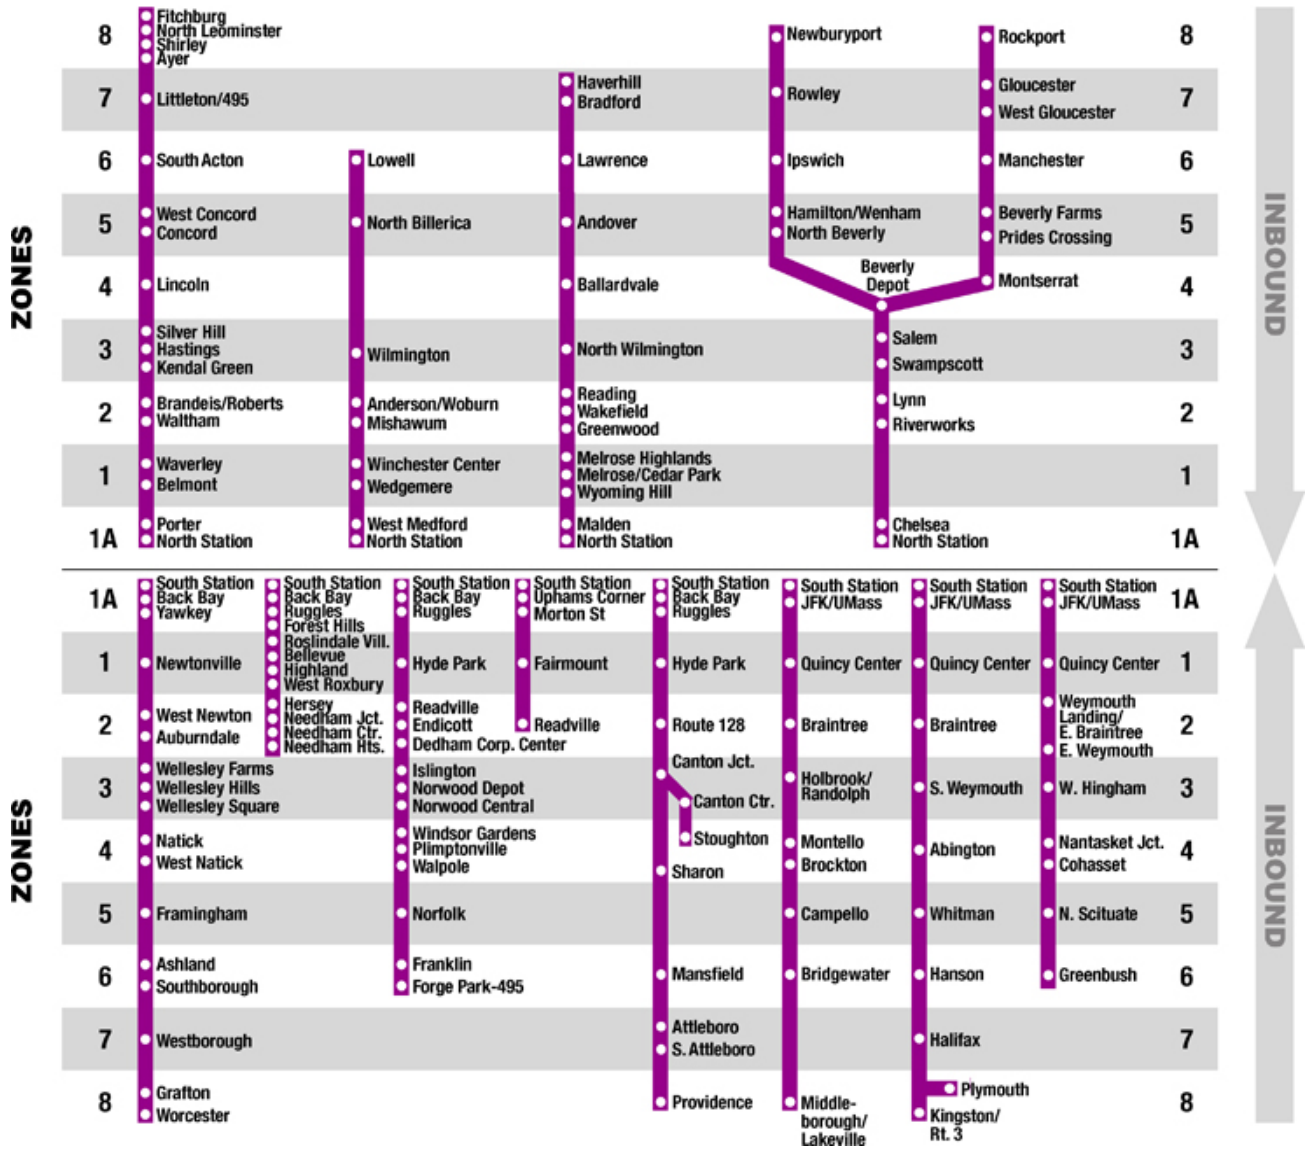 ZONES
8
Fitchburg
North Leominster
Shirley
Ayer
Newburyport
Rockport
8
7
Littleton/495
Haverhill
Bradford
Rowley
Gloucester
West Gloucester
7
6
South Acton
Lowell
Lawrence
Ipswich
Manchester
6
5
West Concord
Concord
North Billerica
Andover
Hamilton/Wenham
North Beverly
Beverly Farms
Prides Crossing
5
4
Lincoln
Ballardvale
Beverly
Depot
Montserrat
4
3
Silver Hill
Hastings
Kendal Green
Wilmington
North Wilmington
Salem
Swampscott
3
2
Brandeis/Roberts
Waltham
Anderson/Woburn
Mishawum
Reading
Wakefield
Greenwood
Lynn
Riverworks
2
1
Waverley
Belmont
Winchester Center
Wedgemere
Melrose Highlands
Melrose/Cedar Park
Wyoming Hill
1
1A
Porter
North Station
West Medford
North Station
Malden
North Station
Chelsea
North Station
1A
INBOUND
ZONES
1A
South Station
Back Bay
Yawkey
South Station
Back Bay
Ruggles
Forest Hills
South Station
Back Bay
Ruggles
South Station
Uphams Corner
Morton St
South Station
Back Bay
Ruggles
South Station
JFK/UMass
South Station
JFK/UMass
South Station
JFK/UMass
1A
1
Newtonville
Roslindale Vill.
Bellevue
Highland
West Roxbury
Hyde Park
Fairmount
Hyde Park
Quincy Center
Quincy Center
Quincy Center
1
2
West Newton
Auburndale
Hersey
Needham Jct.
Needham Ctr.
Needham Hts.
Readville
Endicott
Dedham Corp. Center
Readville
Route 128
Braintree
Braintree
Weymouth
Landing/
E. Braintree
E. Weymouth
2
3
Wellesley Farms
Wellesley Hills
Wellesley Square
Islington
Norwood Depot
Norwood Central
Canton Jct.
Canton Ctr.
Holbrook/
Randolph
S. Weymouth
W. Hingham
3
4
Natick
West Natick
Windsor Gardens
Plimptonville
Walpole
Stoughton
Sharon
Montello
Brockton
Abington
Nantasket Jct.
Cohasset
4
5
Framingham
Norfolk
Campello
Whitman
N. Scituate
5
6
Ashland
Southborough
Franklin
Forge Park-495
Mansfield
Bridgewater
Hanson
Greenbush
6
7
Westborough
Attleboro
S. Attleboro
Halifax
7
8
Grafton
Worcester
Providence
Middle-
borough/
Lakeville
Plymouth
Kingston/
Rt. 3
8
INBOUND